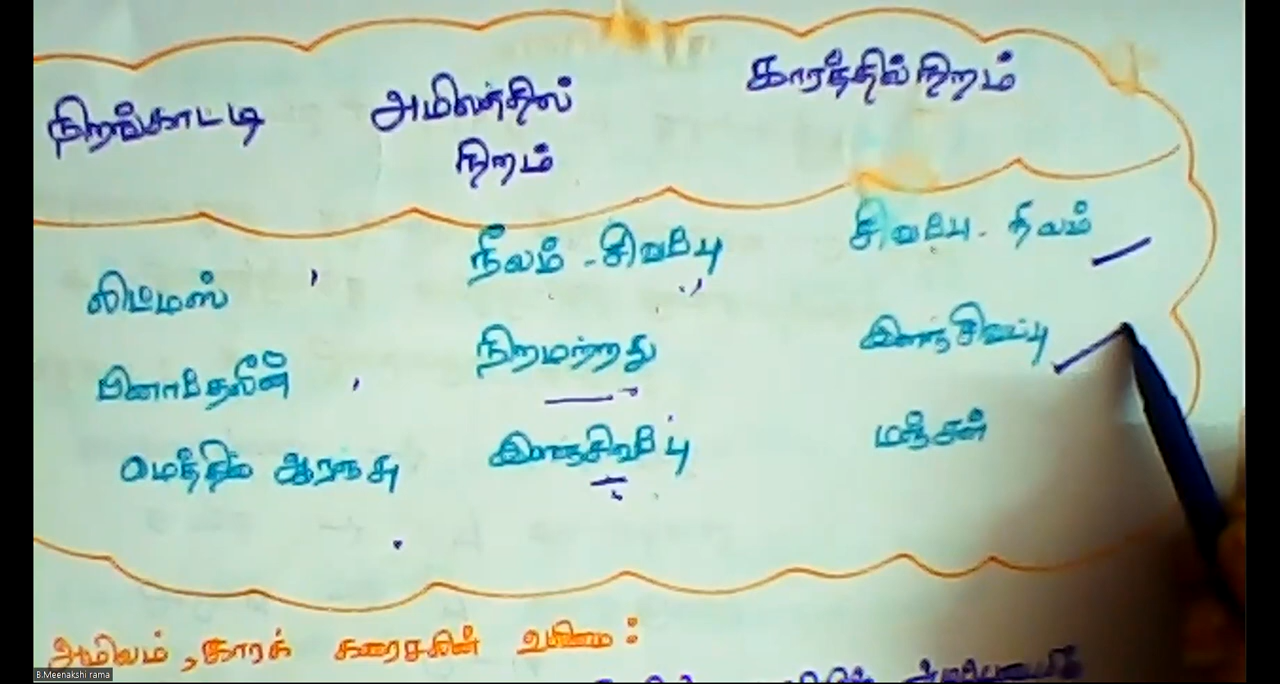 நிறங்காட்டி அமிலத்தில் நிறம் காரத்தில் நிறம்
லிட்மஸ் நீலம் - சிவப்பு சிவப்பு - நீலம்
பினாப்தலீன் நிறமற்றது இளஞ்சிவப்பு
மெத்தில் ஆரஞ்சு இளஞ்சிவப்பு மஞ்சள்
அமிலம், காரக் கரைசலின் வலிமை :
B.Meenakshi rama